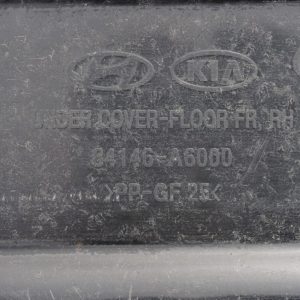 KIA
UNDER COVER-FLOOR FR, RH
84146-A6000
>PP-GF 25<